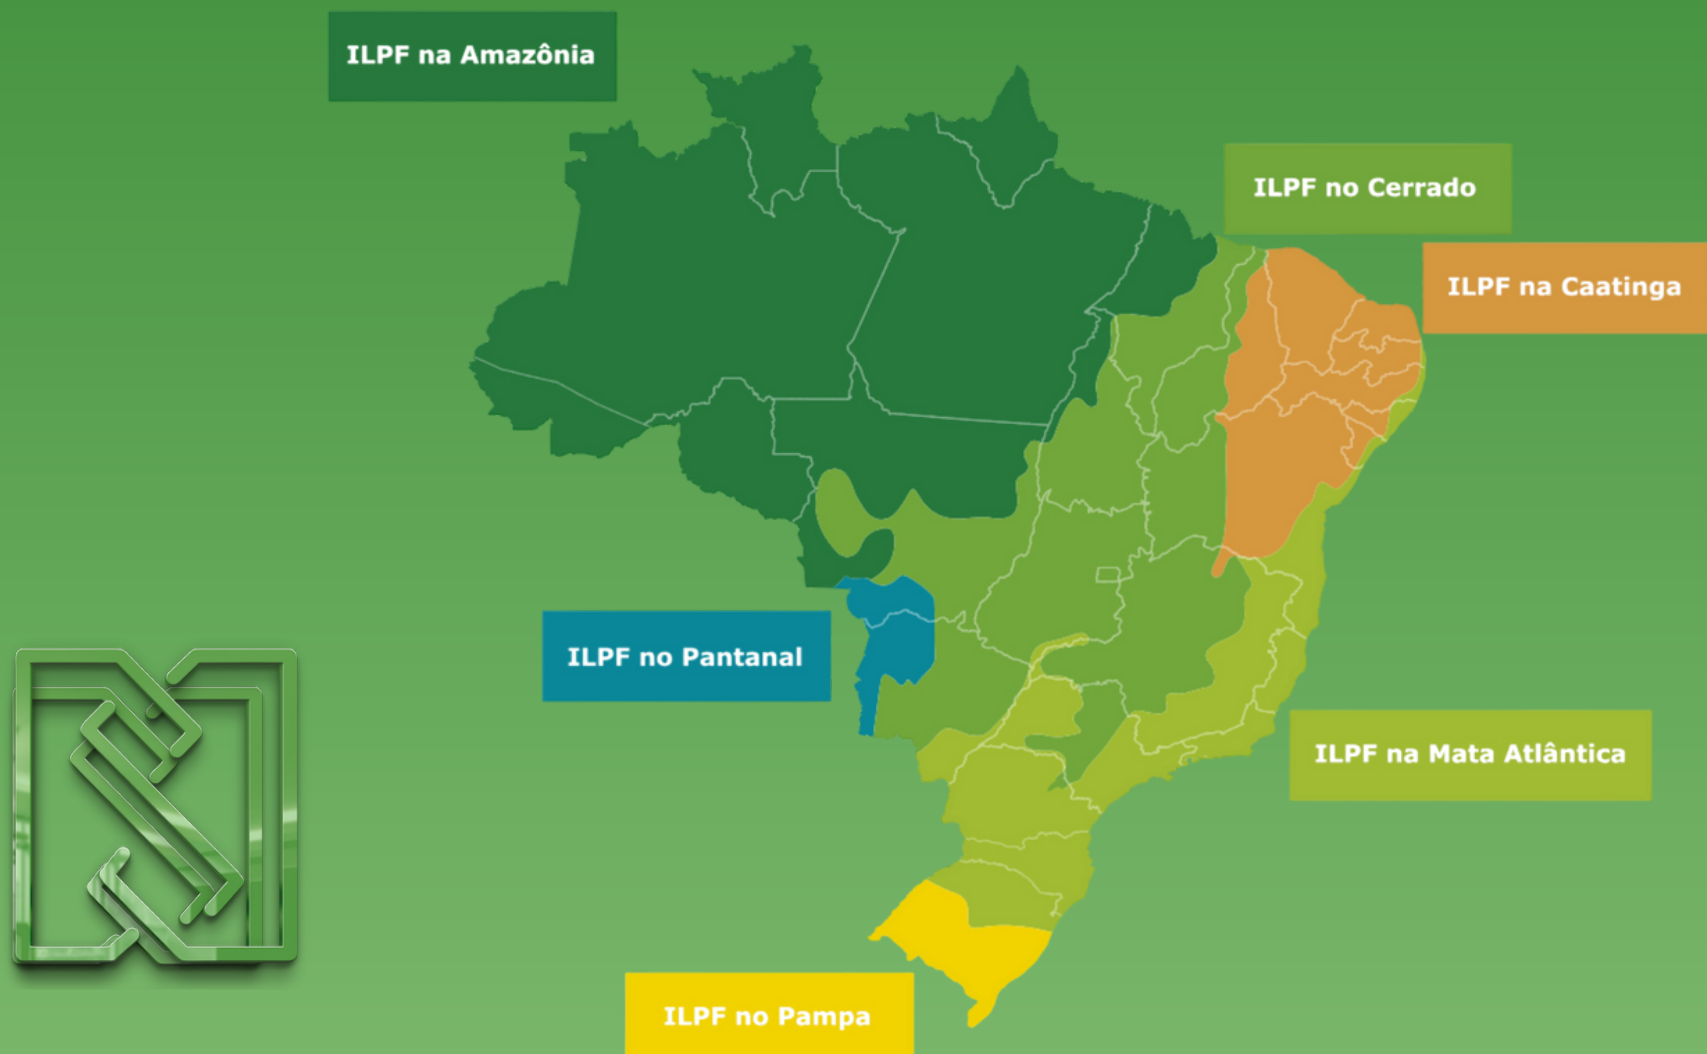 ILPF na Amazônia
ILPF no Cerrado
ILPF na Caatinga
ILPF no Pantanal
ILPF na Mata Atlântica
ILPF no Pampa